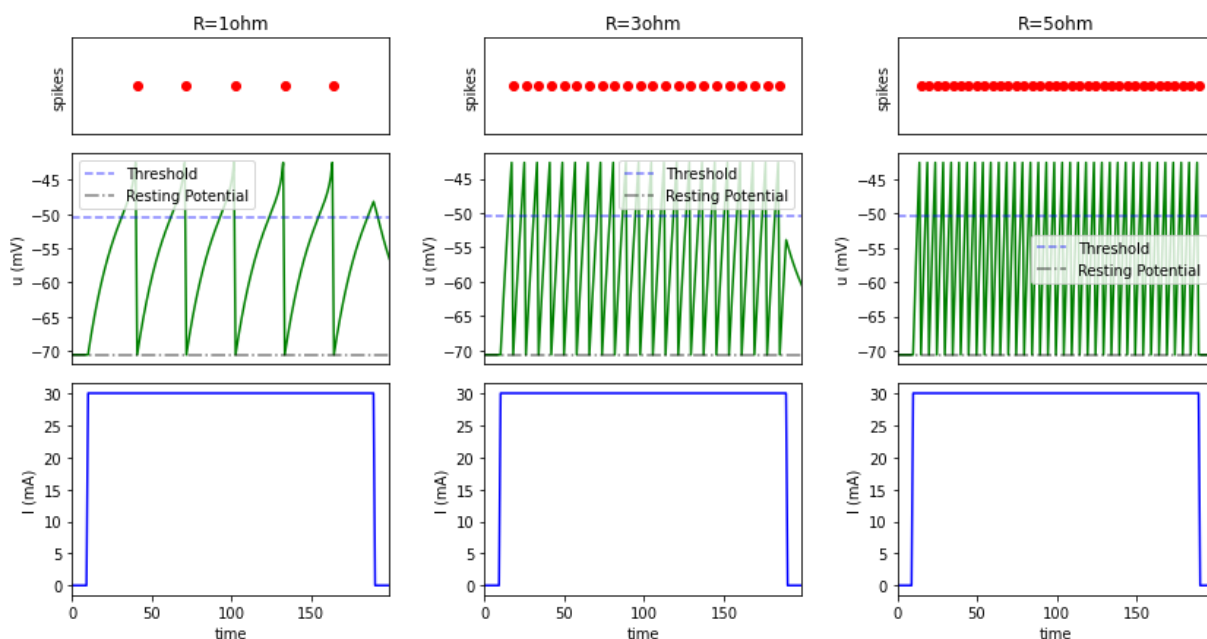 R=1ohm
R=3ohm
R=5ohm
spikes
spikes
spikes
u (mV)
−45
−50
−55
−60
−65
−70
Threshold
Resting Potential
u (mV)
−45
−50
−55
−60
−65
−70
Threshold
Resting Potential
u (mV)
−45
−50
−55
−60
−65
−70
Threshold
Resting Potential
I (mA)
30
25
20
15
10
5
0
0 50 100 150
time
I (mA)
30
25
20
15
10
5
0
0 50 100 150
time
I (mA)
30
25
20
15
10
5
0
0 50 100 150
time